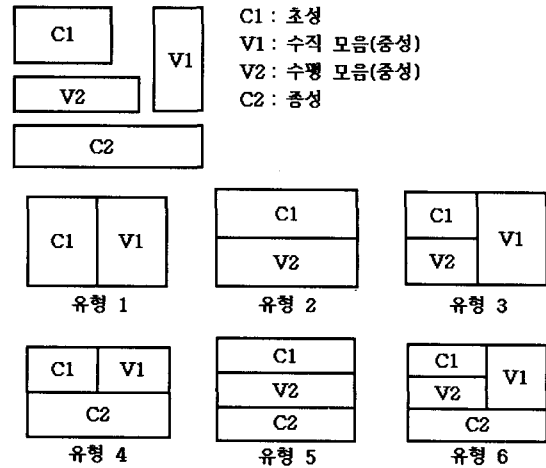 C1
V1
V2
C2
C1 : 초성
V1 : 수직 모음(중성)
V2 : 수평 모음(중성)
C2 : 종성
C1 V1
유형 1
C1
V2
유형 2
C1
V2
V1
유형 3
C1 V1
C2
유형 4
C1
V2
C2
유형 5
C1
V2
V1
C2
유형 6